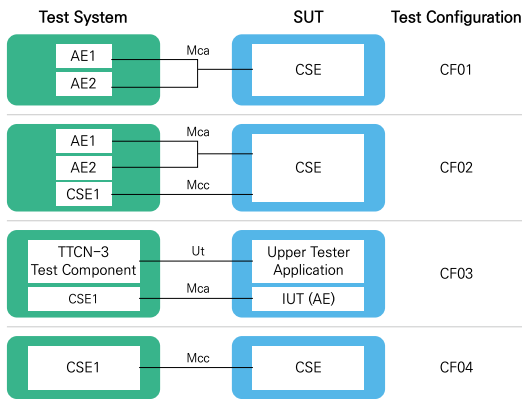 Test System SUT Test Configuration
AE1 Mca CSE CF01
AE2
AE1 Mca CSE CF02
AE2
CSE1 Mcc
TTCN-3 Ut Upper Tester
Test Component Application
CF03
CSE1 Mca IUT (AE)
CSE1 Mcc CSE CF04